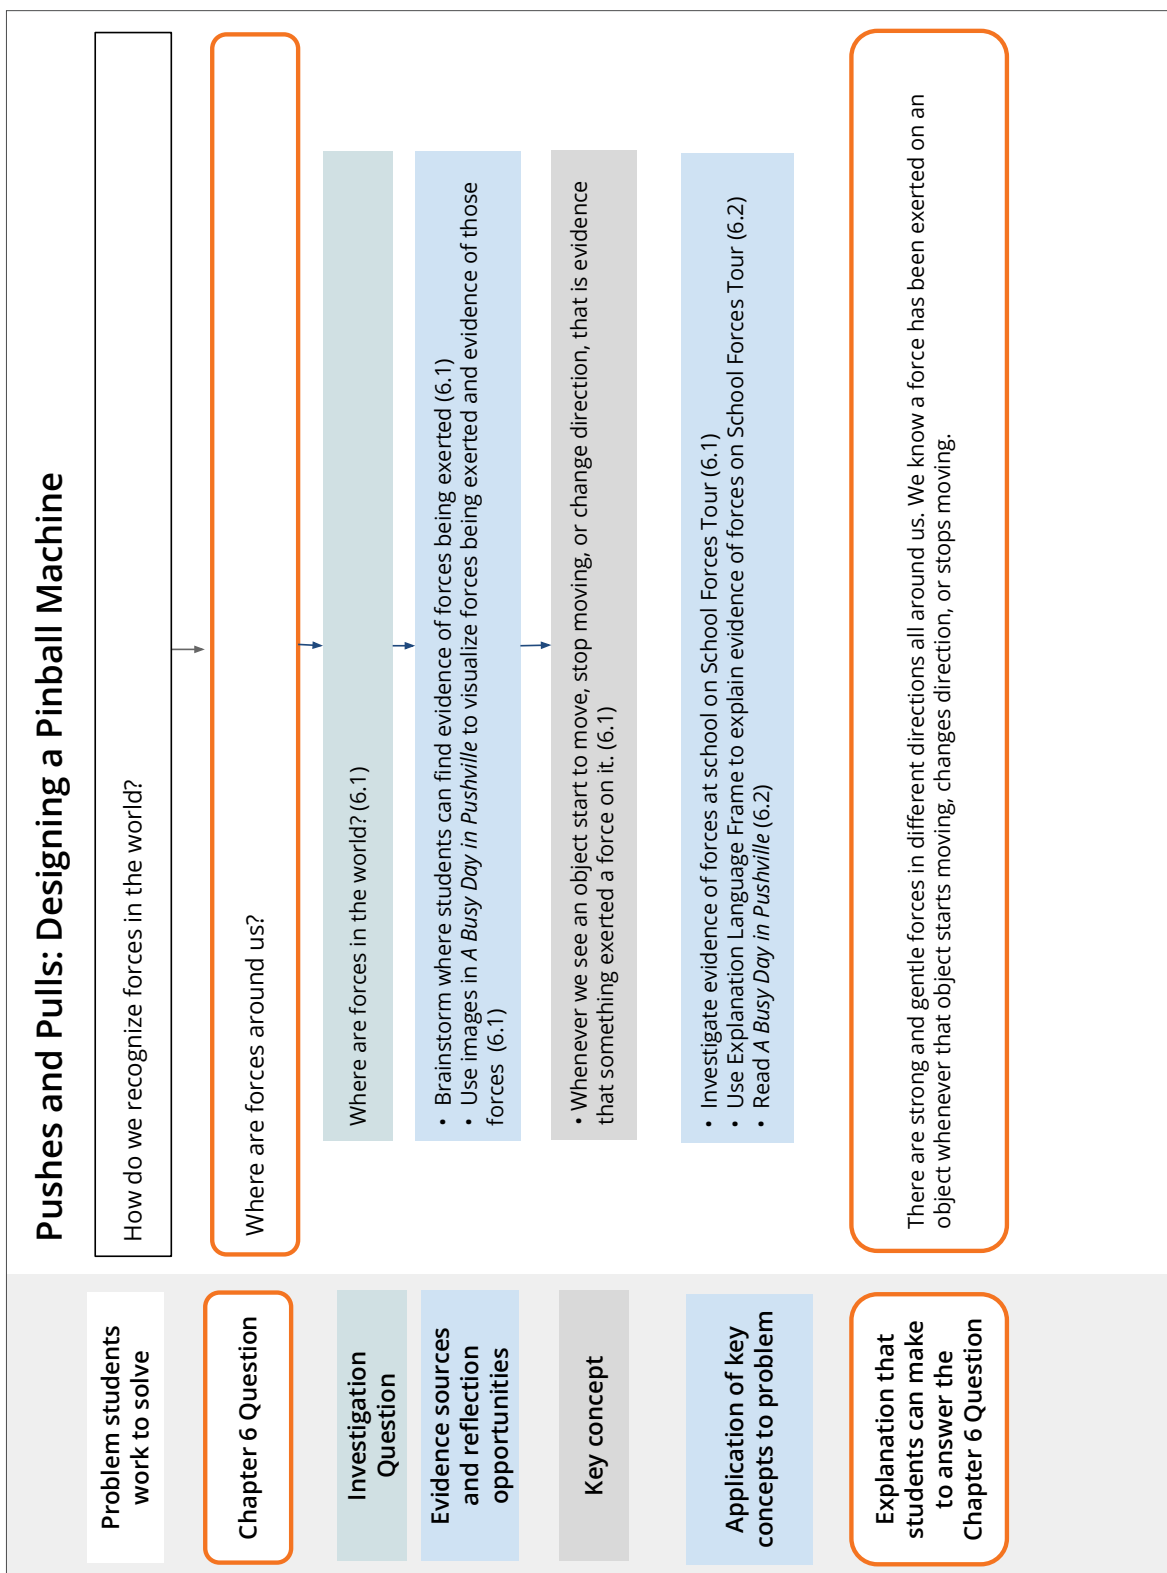 Pushes and Pulls: Designing a Pinball Machine
Problem students
work to solve
How do we recognize forces in the world?
Chapter 6 Question
Where are forces around us?
Investigation
Question
Where are forces in the world? (6.1)
Evidence sources
and reflection
opportunities
• Brainstorm where students can find evidence of forces being exerted (6.1)
• Use images in A Busy Day in Pushville to visualize forces being exerted and evidence of those
forces (6.1)
Key concept
• Whenever we see an object start to move, stop moving, or change direction, that is evidence
that something exerted a force on it. (6.1)
Application of key
concepts to problem
• Investigate evidence of forces at school on School Forces Tour (6.1)
• Use Explanation Language Frame to explain evidence of forces on School Forces Tour (6.2)
• Read A Busy Day in Pushville (6.2)
Explanation that
students can make
to answer the
Chapter 6 Question
There are strong and gentle forces in different directions all around us. We know a force has been exerted on an
object whenever that object starts moving, changes direction, or stops moving.